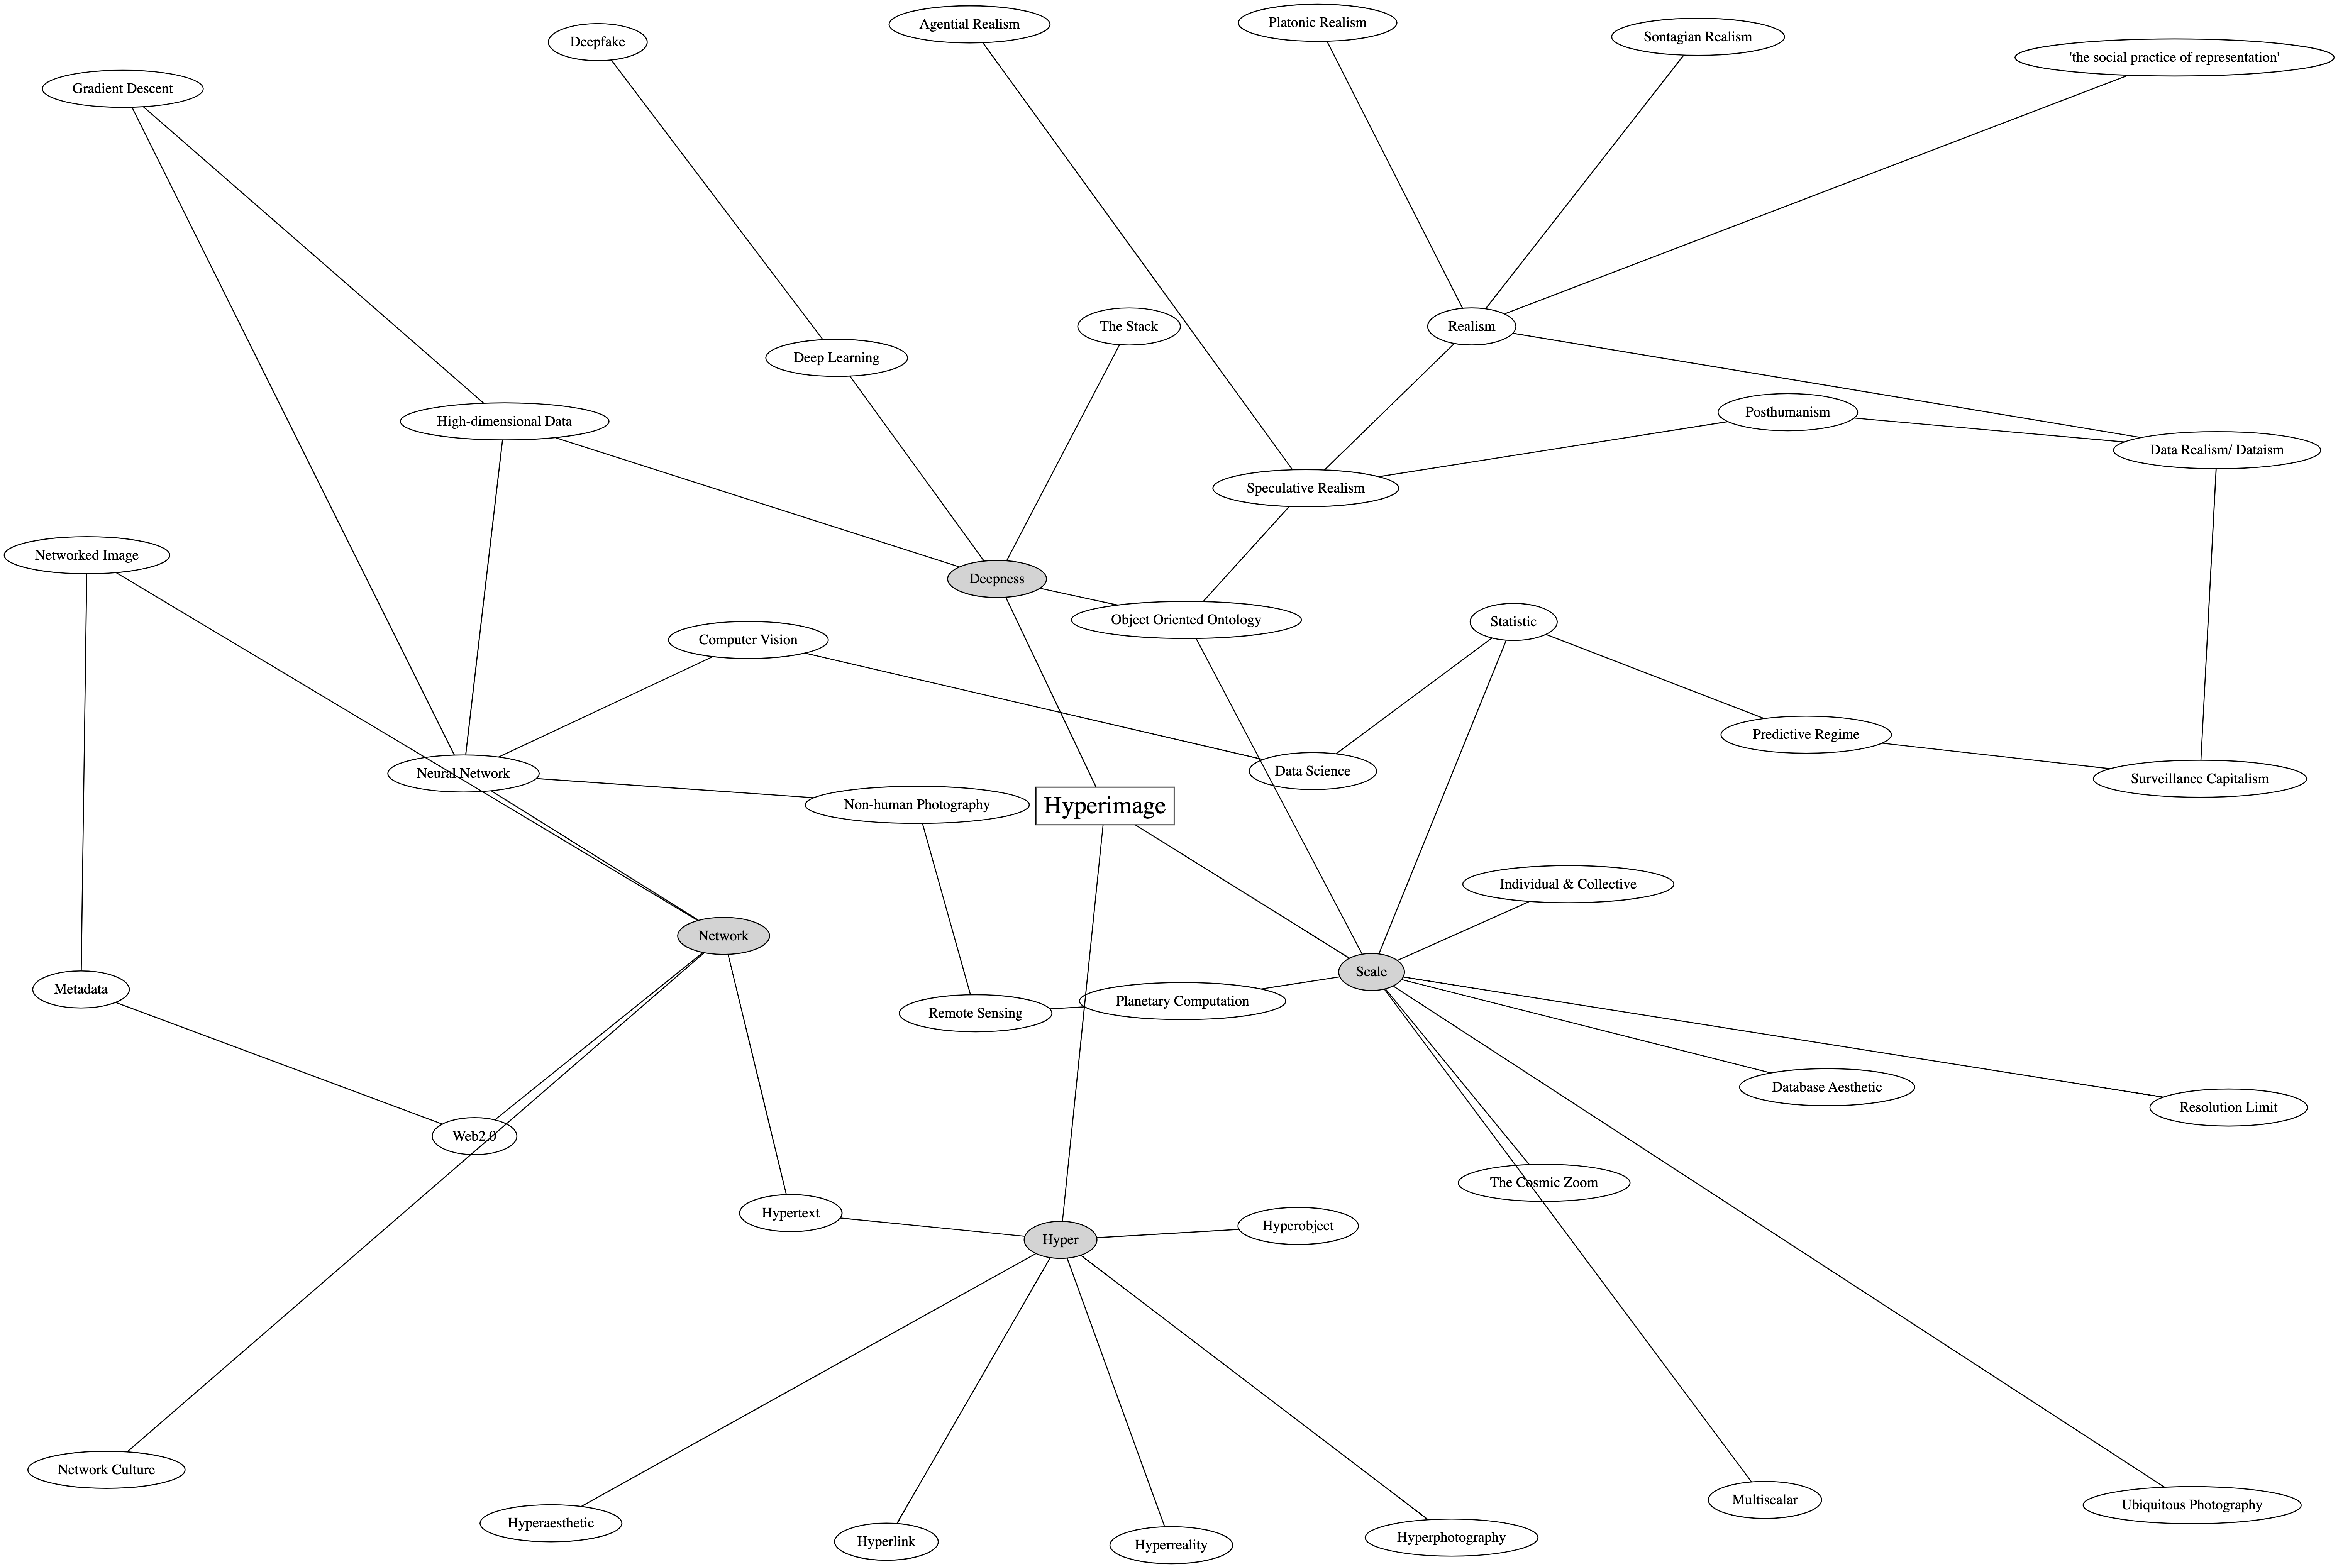 Agential Realism
Platonic Realism
Sontagian Realism
Deepfake
'the social practice of representation'
Gradient Descent
The Stack
Realism
Deep Learning
Posthumanism
High-dimensional Data
Data Realism/ Dataism
Speculative Realism
Networked Image
Deepness
Object Oriented Ontology
Statistic
Computer Vision
Predictive Regime
Neural Network
Data Science
Surveillance Capitalism
Non-human Photography
Hyperimage
Individual & Collective
Network
Scale
Metadata
Planetary Computation
Remote Sensing
Database Aesthetic
Resolution Limit
Web2.0
The Cosmic Zoom
Hypertext
Hyperobject
Hyper
Network Culture
Multiscalar
Ubiquitous Photography
Hyperaesthetic
Hyperlink
Hyperreality
Hyperphotography